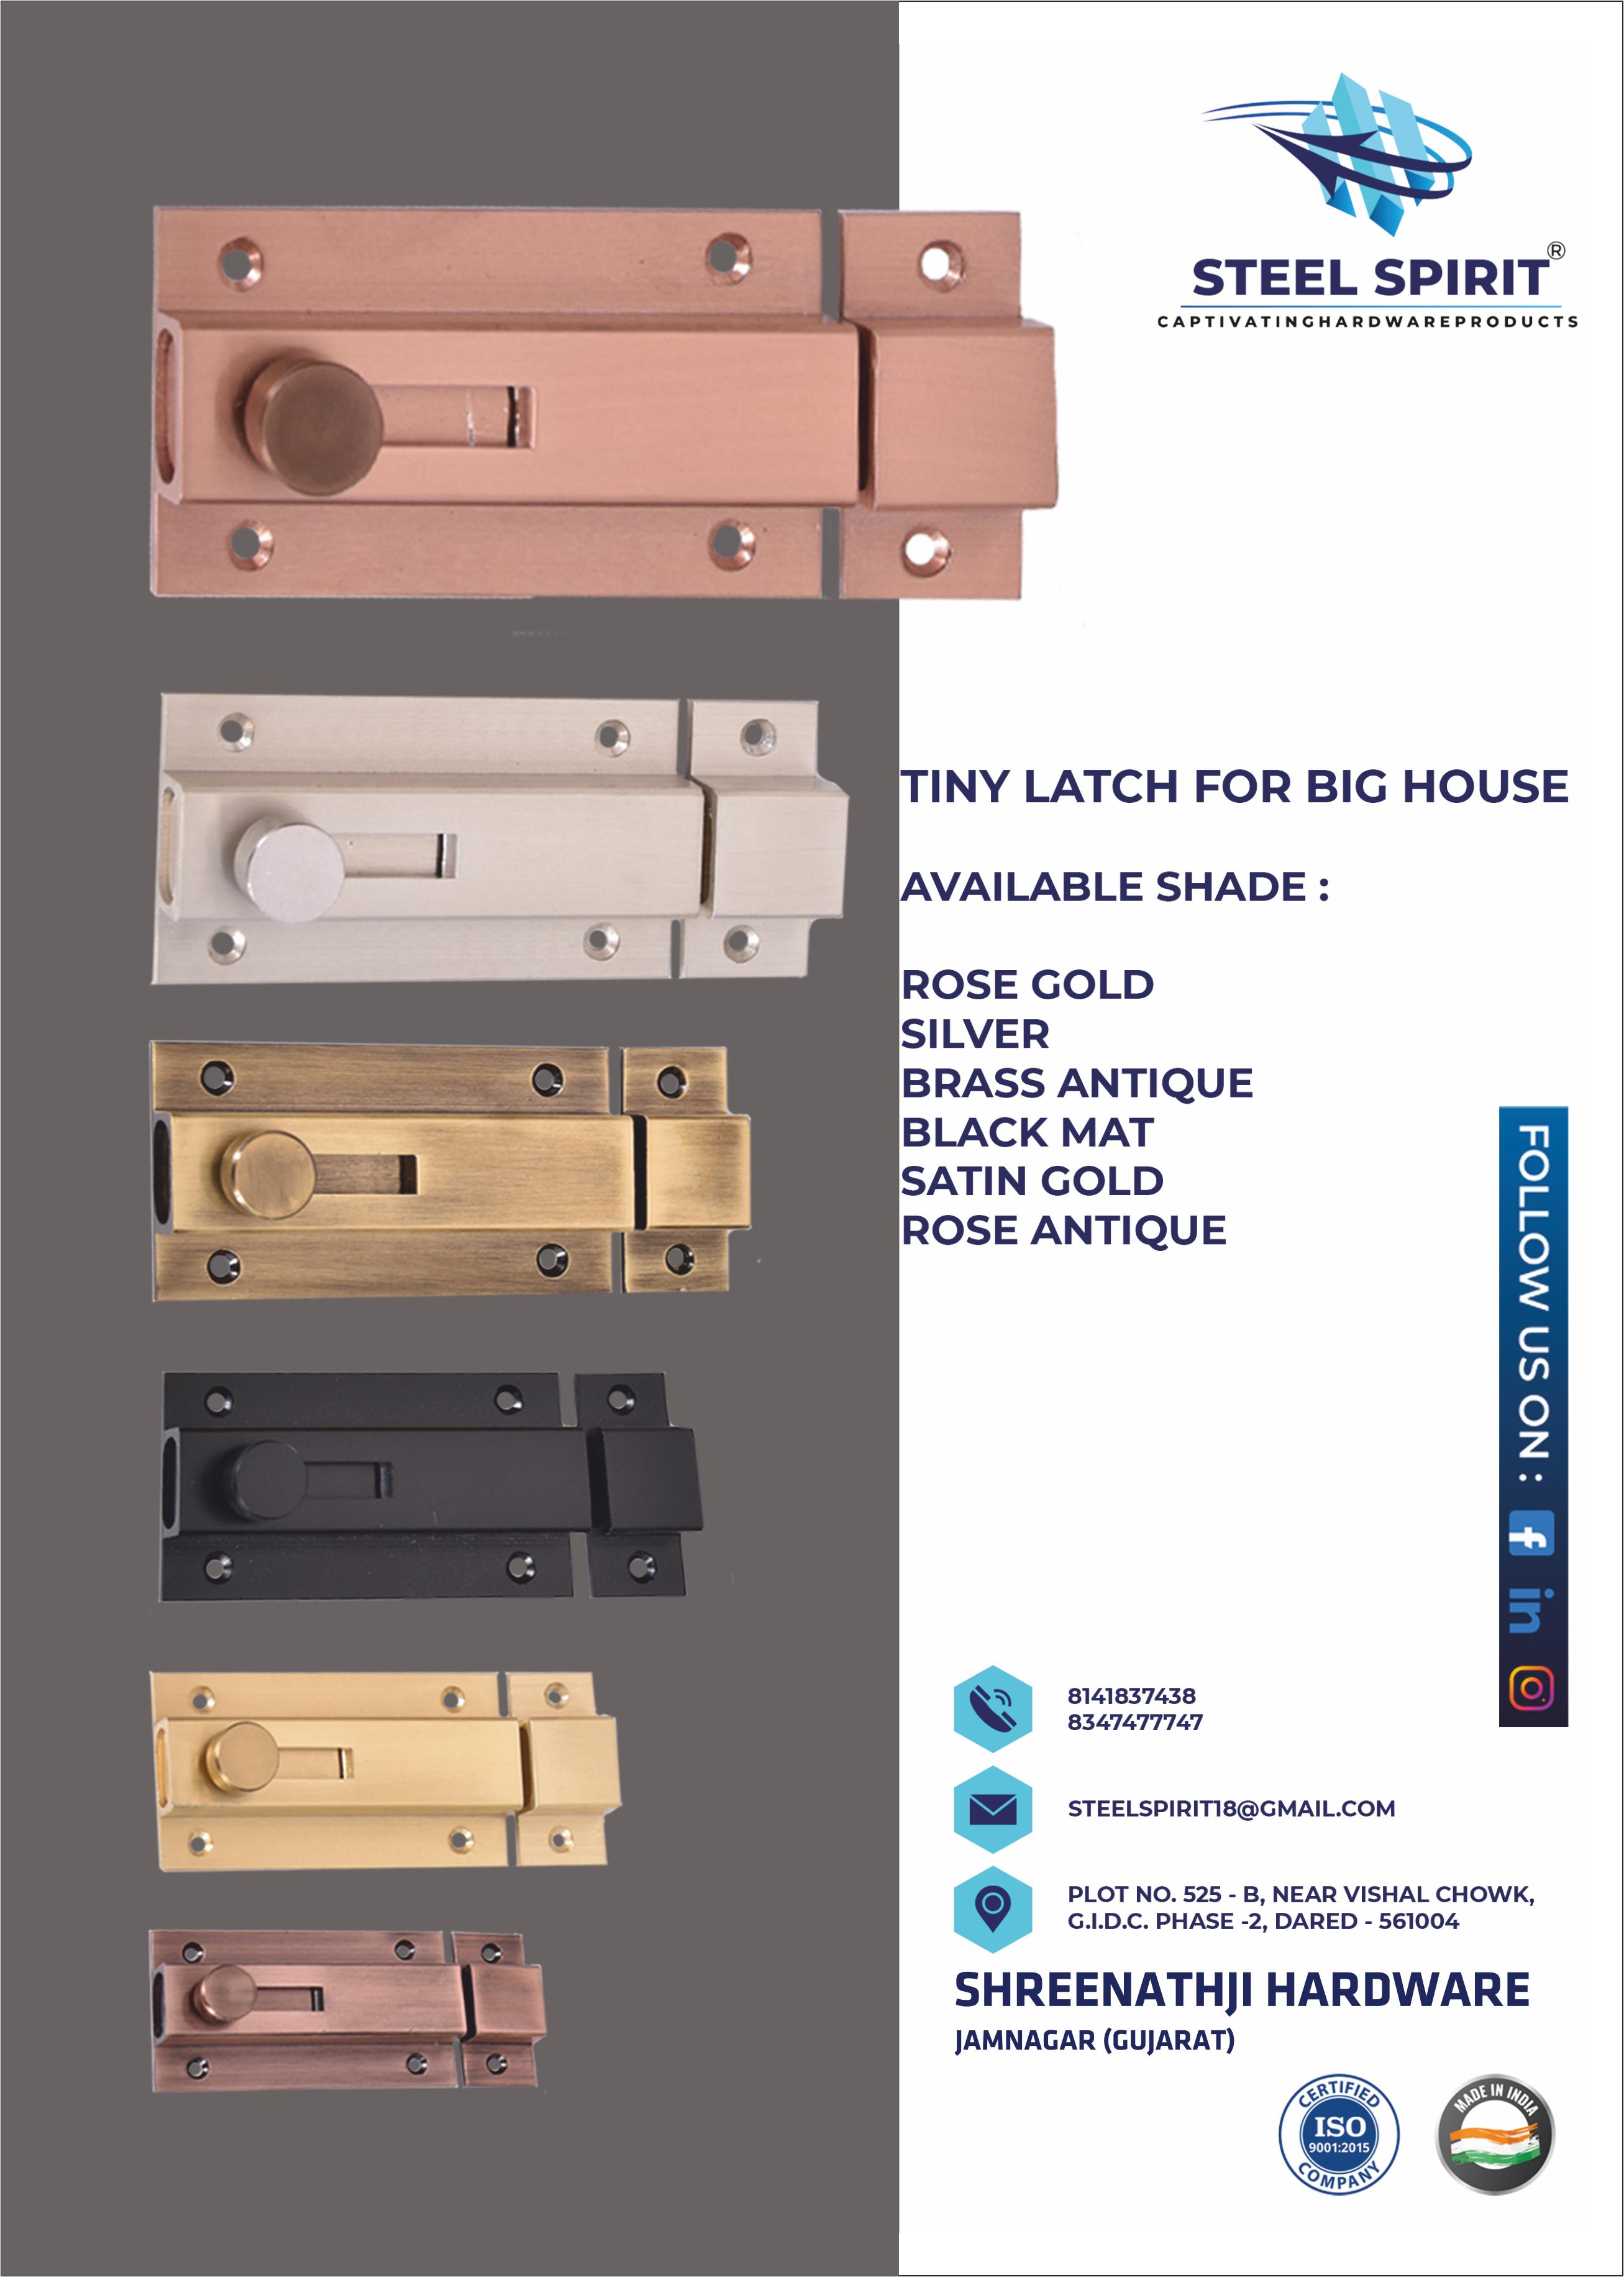 STEEL SPIRIT®
CAPTIVATINGHARDWAREPRODUCTS
TINY LATCH FOR BIG HOUSE
AVAILABLE SHADE :
ROSE GOLD
SILVER
BRASS ANTIQUE
BLACK MAT
SATIN GOLD
ROSE ANTIQUE
FOLLOW US ON :
8141837438
8347477747
STEELSPIRIT18@GMAIL.COM
PLOT NO. 525 - B, NEAR VISHAL CHOWK,
G.I.D.C. PHASE -2, DARED - 561004
SHREENATHJI HARDWARE
JAMNAGAR (GUJARAT)
CERTIFIED
ISO
9001:2015
COMPANY
MADE IN INDIA